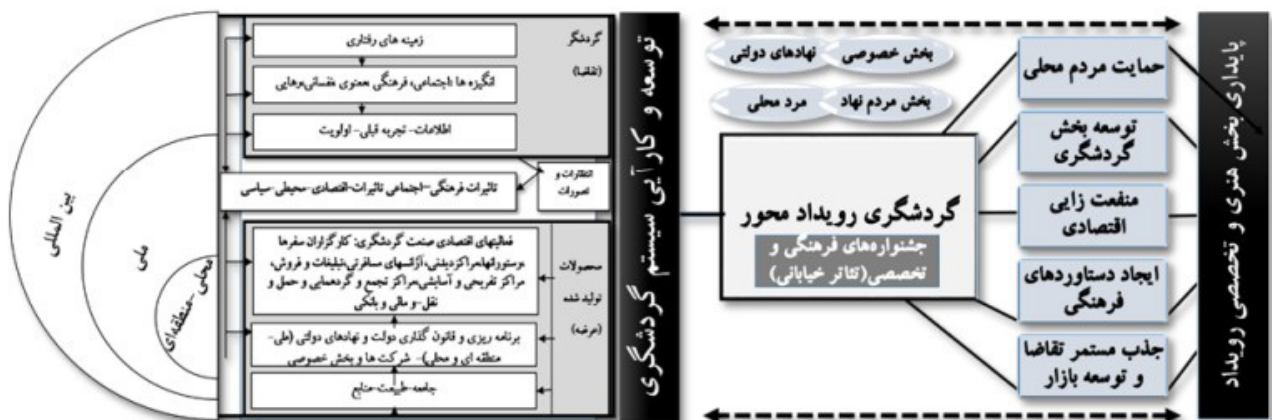 پایداری بخش هنری و تخصصی رویداد
حمایت مردم محلی
توسعه بخش
گردشگری
منفعت زایی
اقتصادی
ایجاد دستاوردهای
فرهنگی
جذب مستمر تقاضا
و توسعه بازار
بخش خصوصی
نهادهای دولتی
بخش مردم نهاد
مرد محلی
گردشگری رویداد محور
جشنواره‌های فرهنگی و
تخصصی(تئاتر خیابانی)
توسعه و کارآیی سیستم گردشگری
گردشگر
(تقاضا)
زمینه های رفتاری
انگیزه ها :اجتماعی، فرهنگی
اطلاعات- تجربه قبلی- اولویت
انتظارات و
تصورات
تاثیرات فرهنگی-اجتماعی تاثیرات-اقتصادی-محیطی-سیاسی
محصولات
تولید شده
(عرضه)
فعالیتهای اقتصادی صنعت گردشگری: کارگزاران سفرها
آژانسهای مسافرتی،تبلیغات و فروش،
مراکز تفریحی و آسایشی،مراکز تجمع و گردهمایی و حمل و
نقل-و مالی و بانکی
برنامه ریزی و قانون گذاری دولت و نهادهای دولتی (ملی-
منطقه ای و محلی)- شرکت ها و بخش خصوصی
جامعه-طبیعت-منابع
محلی -منطقه‌ای
ملی
بین المللی